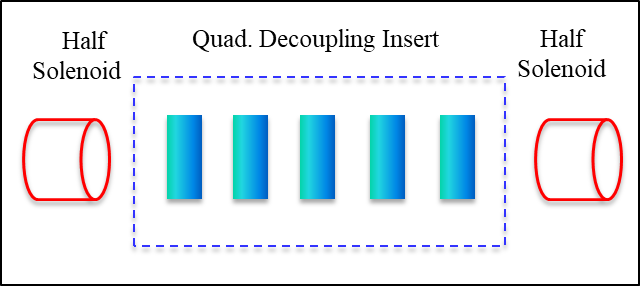 Half
Solenoid
Quad. Decoupling Insert
Half
Solenoid